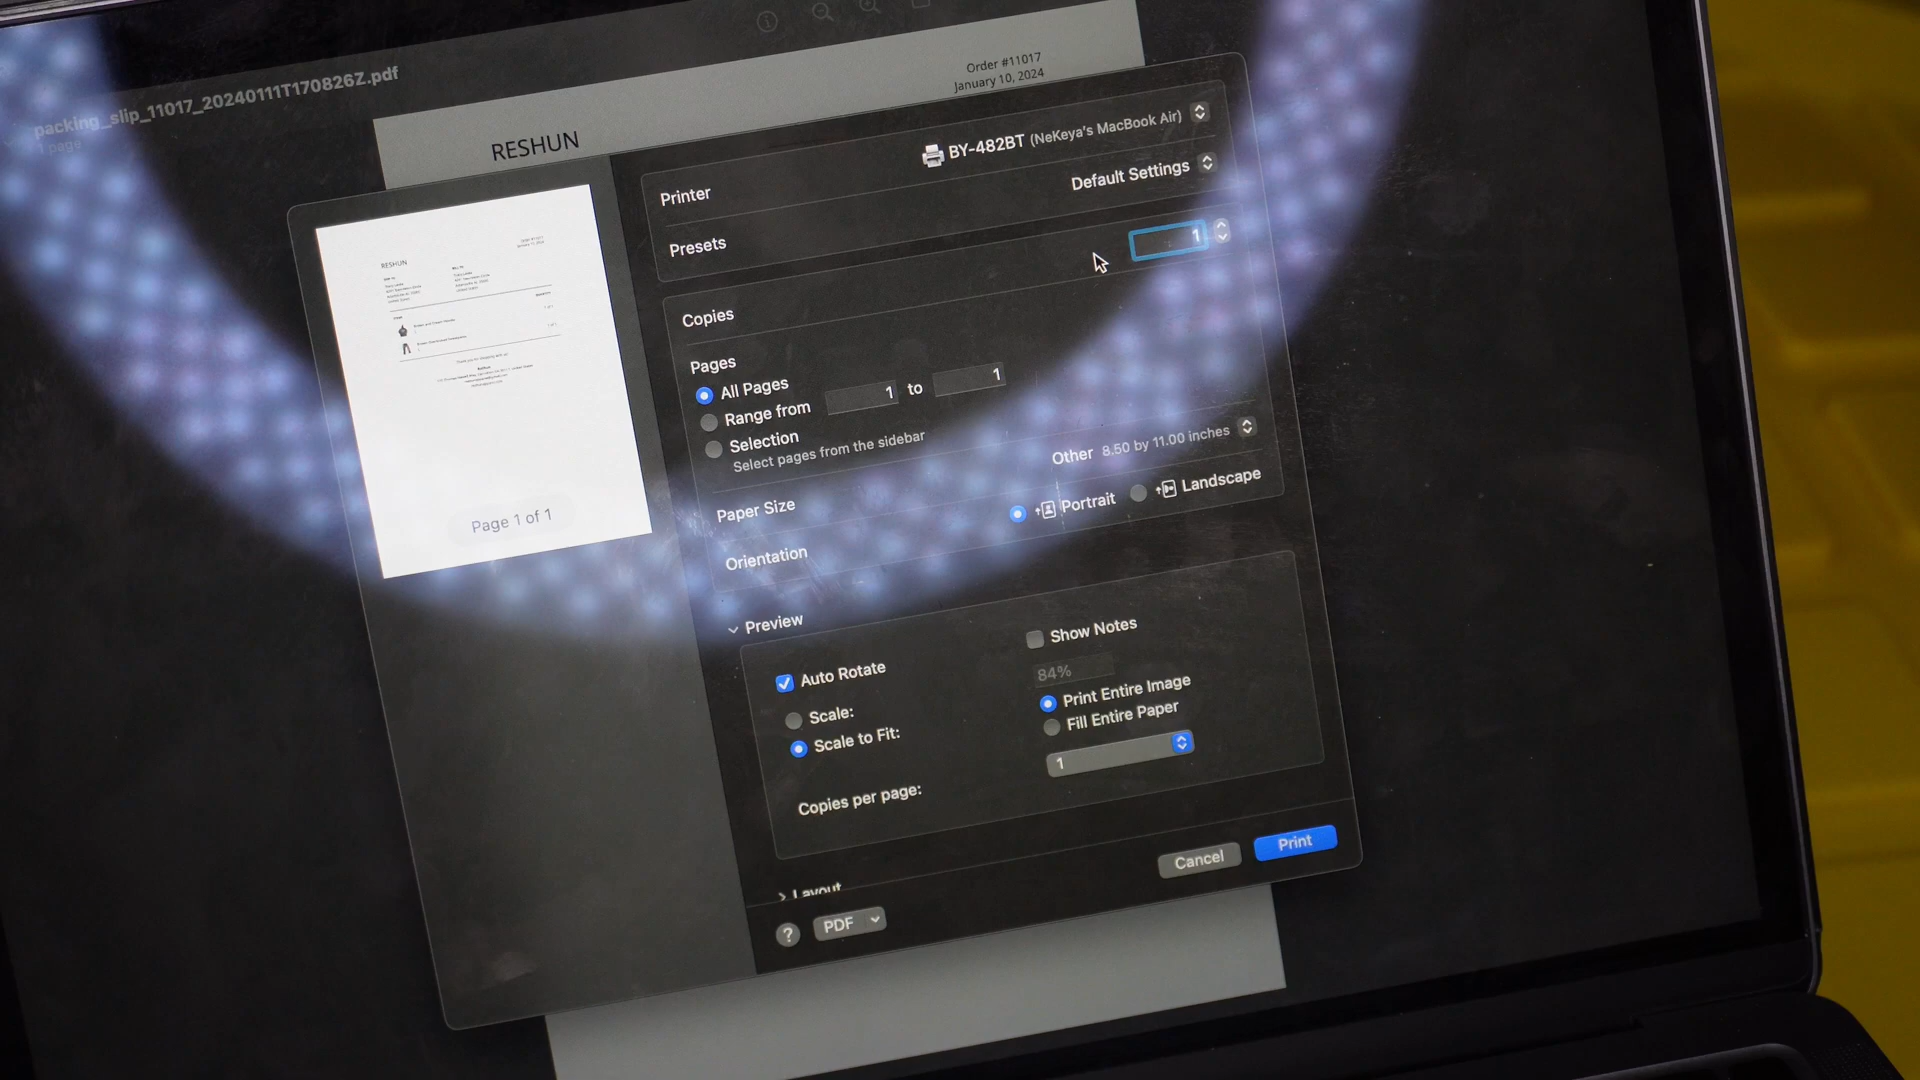 packing_slip_11017_20240111T170826Z.pdf
1 page
Order #11017
January 10, 2024
RESHUN
Printer
BY-482BT (NeKeya's MacBook Air)
Presets
Default Settings
Copies
1
Pages
All Pages
Range from 1 to 1
Selection
Select pages from the sidebar
Paper Size
Other 8.50 by 11.00 inches
Orientation
Portrait
Landscape
Preview
Auto Rotate
Show Notes
Scale:
84%
Scale to Fit:
Print Entire Image
Fill Entire Paper
Copies per page:
1
Layout
? PDF
Cancel
Print
RESHUN
Page 1 of 1